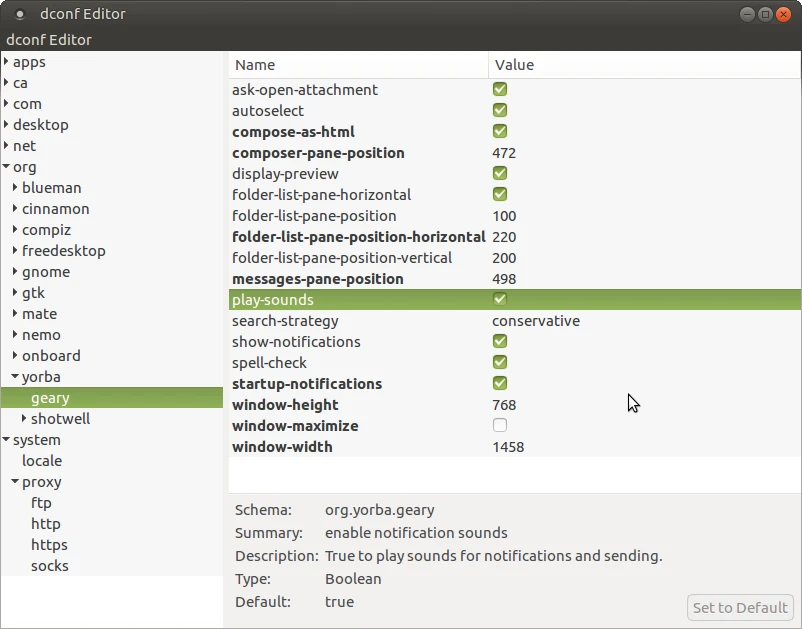 dconf Editor
dconf Editor
apps
ca
com
desktop
net
org
blueman
cinnamon
compiz
freedesktop
gnome
gtk
mate
nemo
onboard
yorba
geary
shotwell
system
locale
proxy
ftp
http
https
socks
Name Value
ask-open-attachment
autoselect
compose-as-html
composer-pane-position 472
display-preview
folder-list-pane-horizontal
folder-list-pane-position 100
folder-list-pane-position-horizontal 220
folder-list-pane-position-vertical 200
messages-pane-position 498
play-sounds
search-strategy conservative
show-notifications
spell-check
startup-notifications
window-height 768
window-maximize
window-width 1458
Schema: org.yorba.geary
Summary: enable notification sounds
Description: True to play sounds for notifications and sending.
Type: Boolean
Default: true
Set to Default